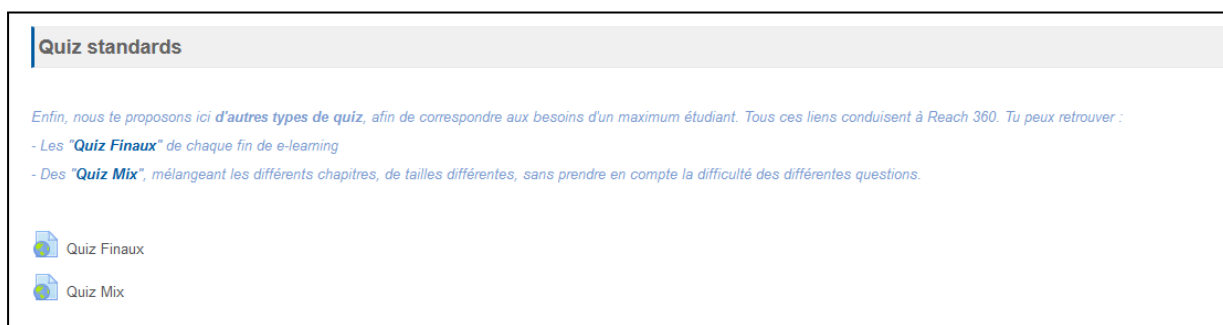 Quiz standards
Enfin, nous te proposons ici d'autres types de quiz, afin de correspondre aux besoins d'un maximum étudiant. Tous ces liens conduisent à Reach 360. Tu peux retrouver :
- Les "Quiz Finaux" de chaque fin de e-learning
- Des "Quiz Mix", mélangeant les différents chapitres, de tailles différentes, sans prendre en compte la difficulté des différentes questions.
Quiz Finaux
Quiz Mix